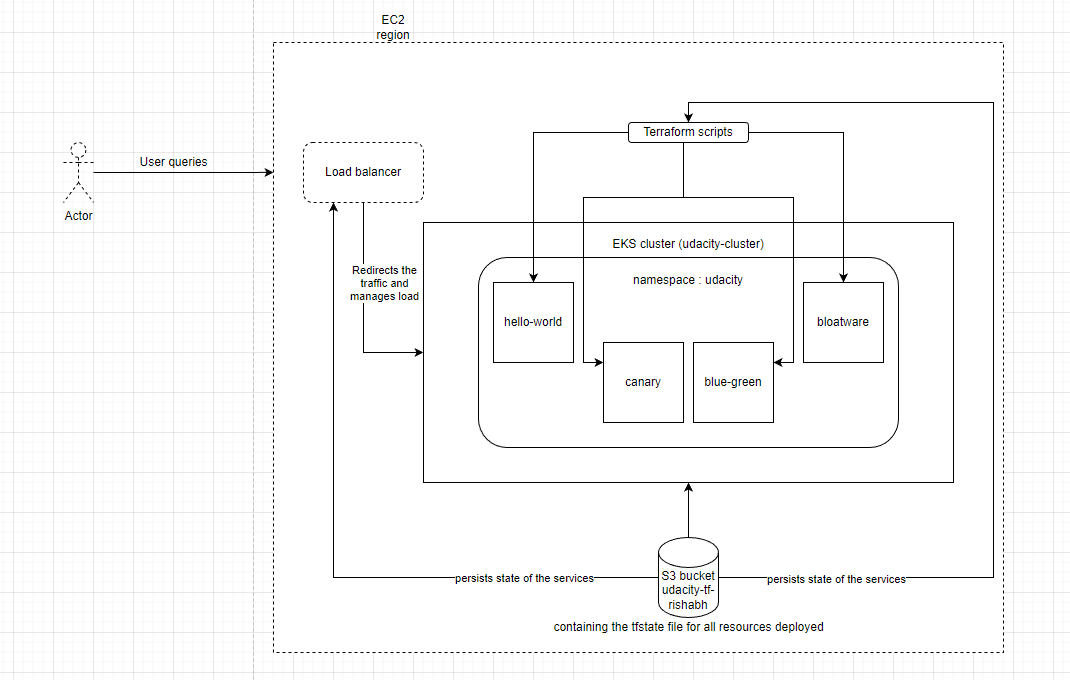 EC2
region
Terraform scripts
User queries
Load balancer
Actor
EKS cluster (udacity-cluster)
Redirects the
traffic and
manages load
namespace : udacity
hello-world
bloatware
canary
blue-green
persists state of the services
S3 bucket
udacity-tf-
rishabh
persists state of the services
containing the tfstate file for all resources deployed